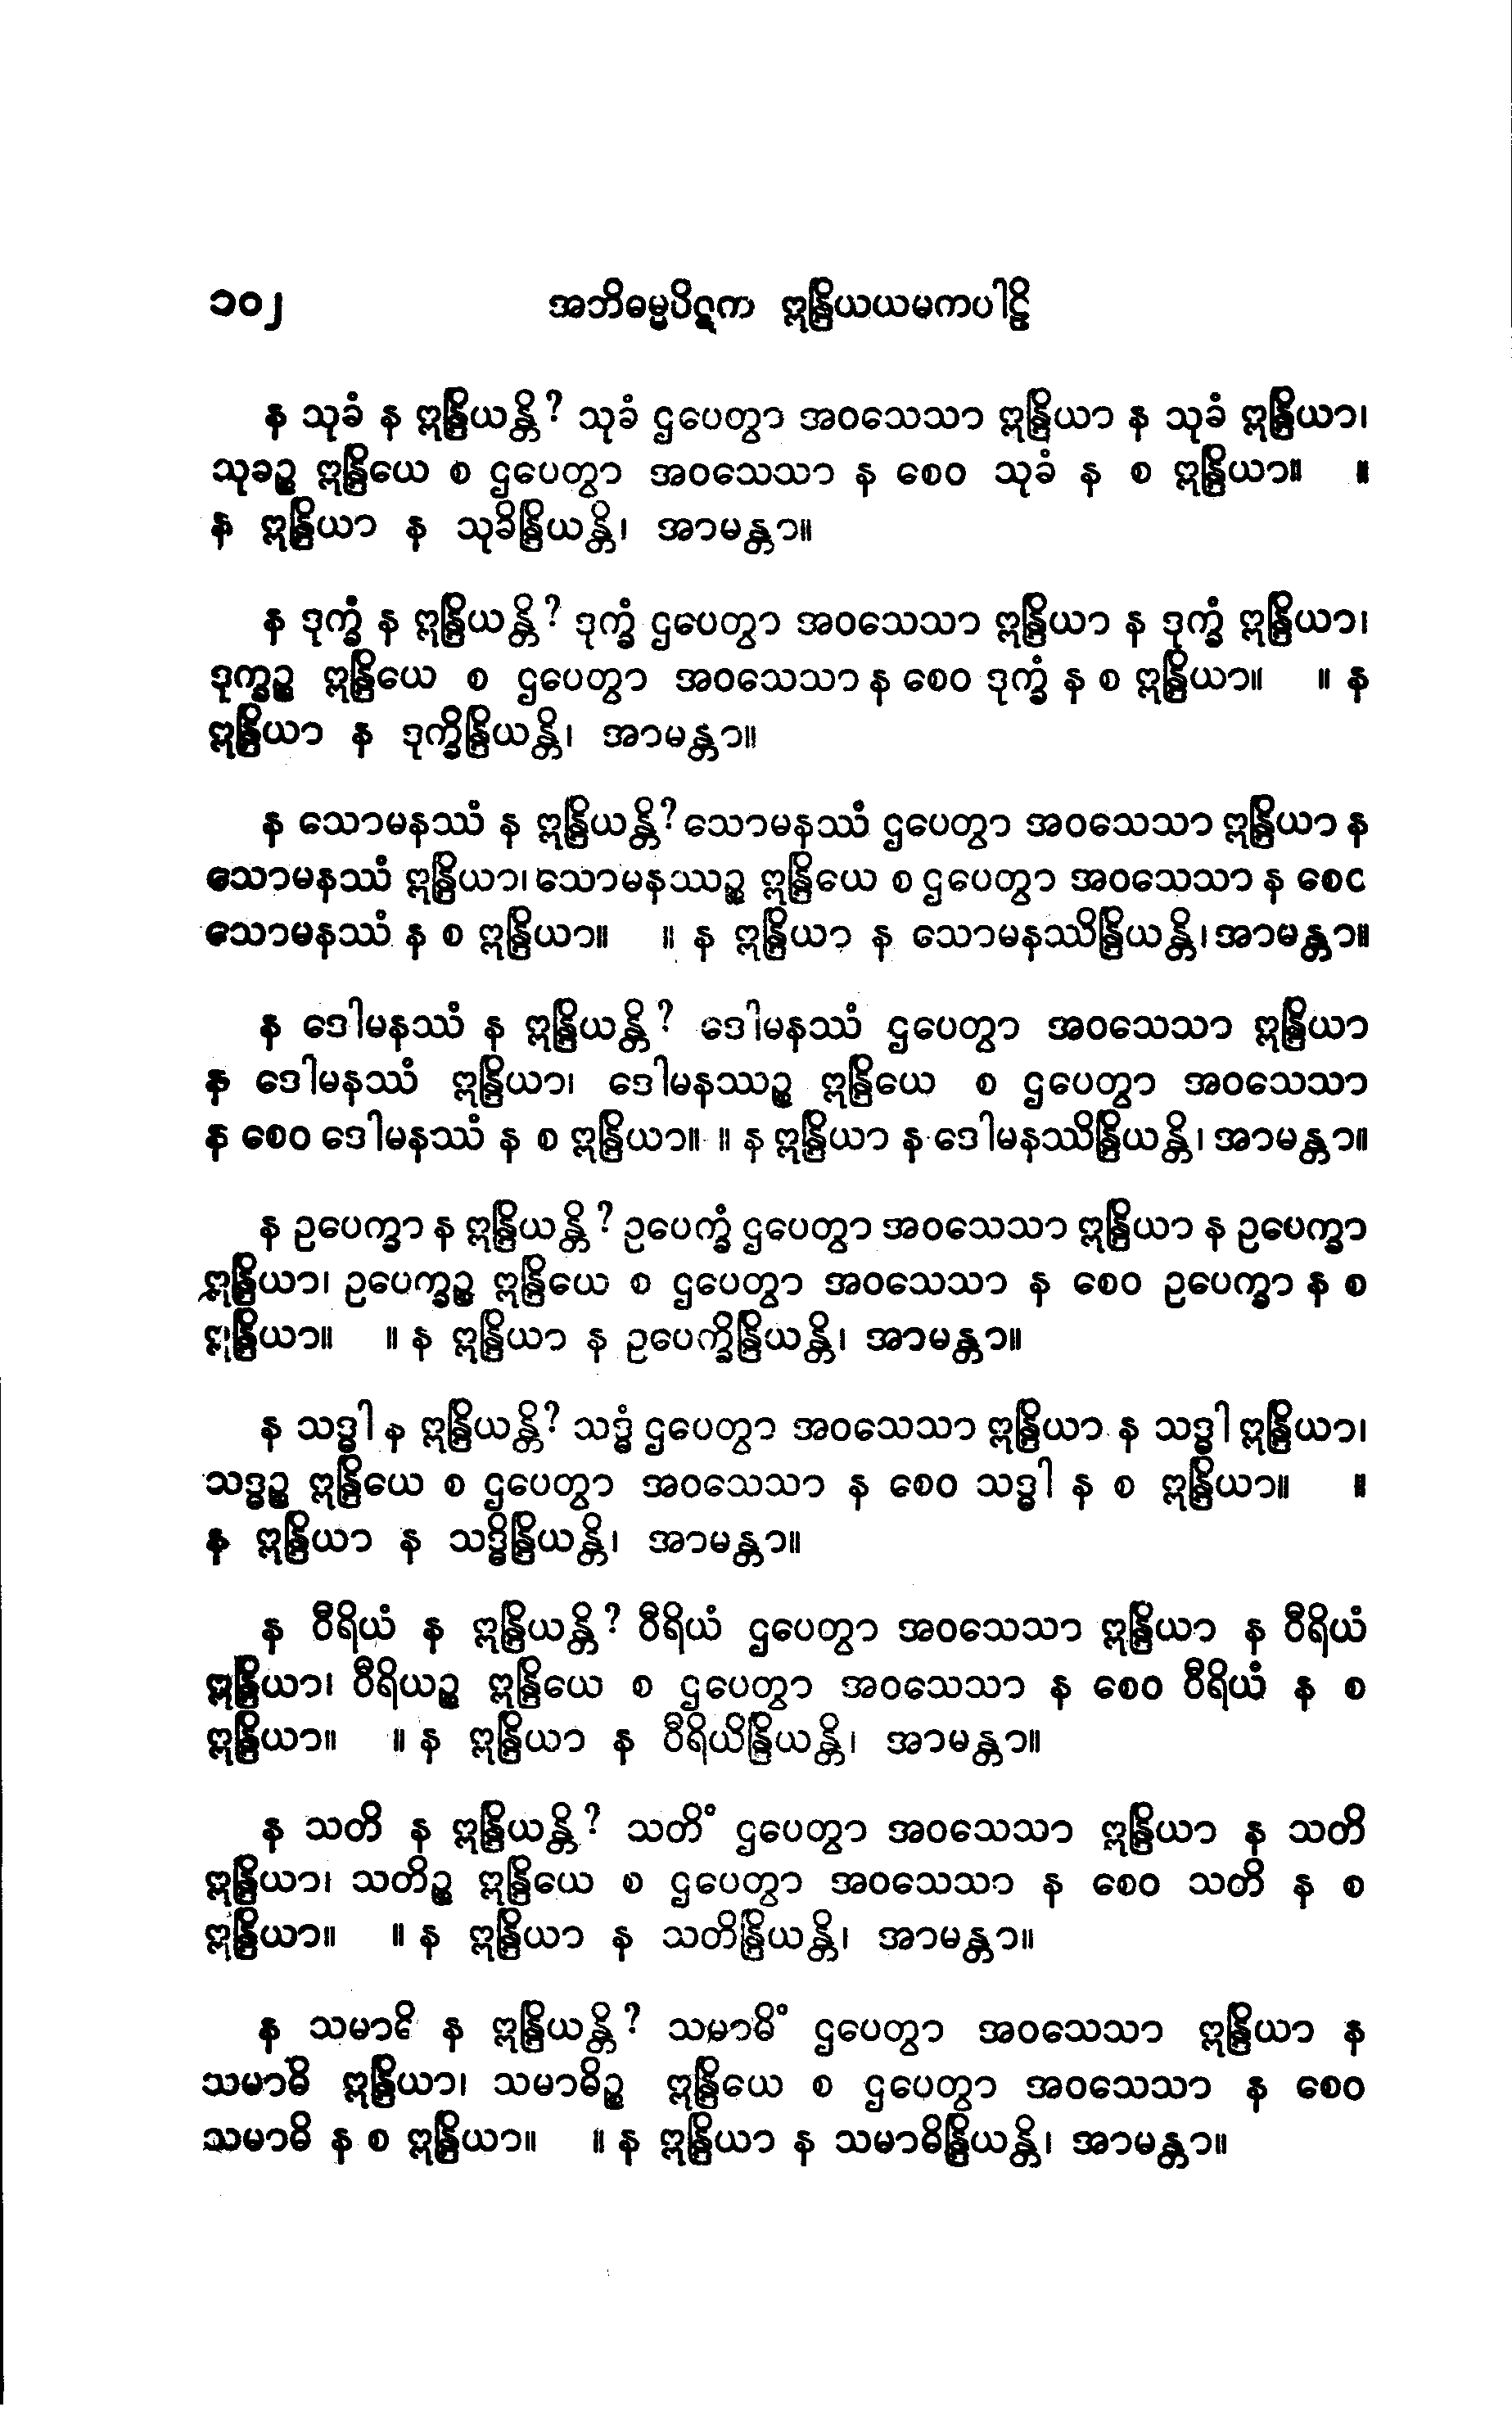 ၁၀၂ အဘိဓမ္မပိဋက ဣန္ဒြိယယမကပါဠိ
န သုခံ န ဣန္ဒြိယန္တိ? သုခံ ဌပေတွာ အဝသေသာ ဣန္ဒြိယာ န သုခံ ဣန္ဒြိယာ၊
သုခဉ္စ ဣန္ဒြိယေ စ ဌပေတွာ အဝသေသာ န စေဝ သုခံ န စ ဣန္ဒြိယာ။ ။
န ဣန္ဒြိယာ န သုခိန္ဒြိယန္တိ၊ အာမန္တာ။
န ဒုက္ခံ န ဣန္ဒြိယန္တိ? ဒုက္ခံ ဌပေတွာ အဝသေသာ ဣန္ဒြိယာ န ဒုက္ခံ ဣန္ဒြိယာ၊
ဒုက္ခဉ္စ ဣန္ဒြိယေ စ ဌပေတွာ အဝသေသာ န စေဝ ဒုက္ခံ န စ ဣန္ဒြိယာ။ ။ န
ဣန္ဒြိယာ န ဒုက္ခိန္ဒြိယန္တိ၊ အာမန္တာ။
န သောမနဿံ န ဣန္ဒြိယန္တိ? သောမနဿံ ဌပေတွာ အဝသေသာ ဣန္ဒြိယာ န
သောမနဿံ ဣန္ဒြိယာ၊ သောမနဿဉ္စ ဣန္ဒြိယေ စ ဌပေတွာ အဝသေသာ န စေဝ
သောမနဿံ န စ ဣန္ဒြိယာ။ ။ န ဣန္ဒြိယာ န သောမနဿိန္ဒြိယန္တိ၊ အာမန္တာ။
န ဒေါမနဿံ န ဣန္ဒြိယန္တိ? ဒေါမနဿံ ဌပေတွာ အဝသေသာ ဣန္ဒြိယာ
န ဒေါမနဿံ ဣန္ဒြိယာ၊ ဒေါမနဿဉ္စ ဣန္ဒြိယေ စ ဌပေတွာ အဝသေသာ
န စေဝ ဒေါမနဿံ န စ ဣန္ဒြိယာ။ ။ န ဣန္ဒြိယာ န ဒေါမနဿိန္ဒြိယန္တိ၊ အာမန္တာ။
န ဥပေက္ခာ န ဣန္ဒြိယန္တိ? ဥပေက္ခံ ဌပေတွာ အဝသေသာ ဣန္ဒြိယာ န ဥပေက္ခာ
ဣန္ဒြိယာ၊ ဥပေက္ခဉ္စ ဣန္ဒြိယေ စ ဌပေတွာ အဝသေသာ န စေဝ ဥပေက္ခာ န စ
ဣန္ဒြိယာ။ ။ န ဣန္ဒြိယာ န ဥပေက္ခိန္ဒြိယန္တိ၊ အာမန္တာ။
န သဒ္ဓါ န ဣန္ဒြိယန္တိ? သဒ္ဓံ ဌပေတွာ အဝသေသာ ဣန္ဒြိယာ န သဒ္ဓါ ဣန္ဒြိယာ၊
သဒ္ဓဉ္စ ဣန္ဒြိယေ စ ဌပေတွာ အဝသေသာ န စေဝ သဒ္ဓါ န စ ဣန္ဒြိယာ။ ။
န ဣန္ဒြိယာ န သဒ္ဓိန္ဒြိယန္တိ၊ အာမန္တာ။
န ဝီရိယံ န ဣန္ဒြိယန္တိ? ဝီရိယံ ဌပေတွာ အဝသေသာ ဣန္ဒြိယာ န ဝီရိယံ
ဣန္ဒြိယာ၊ ဝီရိယဉ္စ ဣန္ဒြိယေ စ ဌပေတွာ အဝသေသာ န စေဝ ဝီရိယံ န စ
ဣန္ဒြိယာ။ ။ န ဣန္ဒြိယာ န ဝီရိယိန္ဒြိယန္တိ၊ အာမန္တာ။
န သတိ န ဣန္ဒြိယန္တိ? သတိံ ဌပေတွာ အဝသေသာ ဣန္ဒြိယာ န သတိ
ဣန္ဒြိယာ၊ သတိဉ္စ ဣန္ဒြိယေ စ ဌပေတွာ အဝသေသာ န စေဝ သတိ န စ
ဣန္ဒြိယာ။ ။ န ဣန္ဒြိယာ န သတိန္ဒြိယန္တိ၊ အာမန္တာ။
န သမာဓိ န ဣန္ဒြိယန္တိ? သမာဓိံ ဌပေတွာ အဝသေသာ ဣန္ဒြိယာ န
သမာဓိ ဣန္ဒြိယာ၊ သမာဓိဉ္စ ဣန္ဒြိယေ စ ဌပေတွာ အဝသေသာ န စေဝ
သမာဓိ န စ ဣန္ဒြိယာ။ ။ န ဣန္ဒြိယာ န သမာဓိန္ဒြိယန္တိ၊ အာမန္တာ။